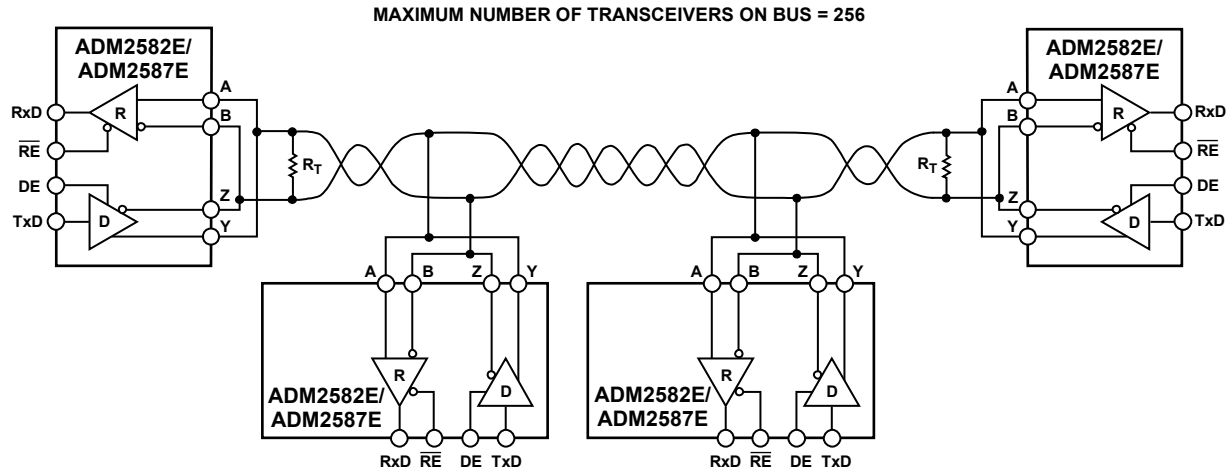 MAXIMUM NUMBER OF TRANSCEIVERS ON BUS = 256
ADM2582E/
ADM2587E
A
B
RxD
R
RE
DE
Z
TxD
D
Y
RT
RT
ADM2582E/
ADM2587E
A
B
R
RxD
RE
DE
Z
Y
D
TxD
A
B
Z
Y
R
D
ADM2582E/
ADM2587E
RxD
RE
DE
TxD
A
B
Z
Y
R
D
ADM2582E/
ADM2587E
RxD
RE
DE
TxD